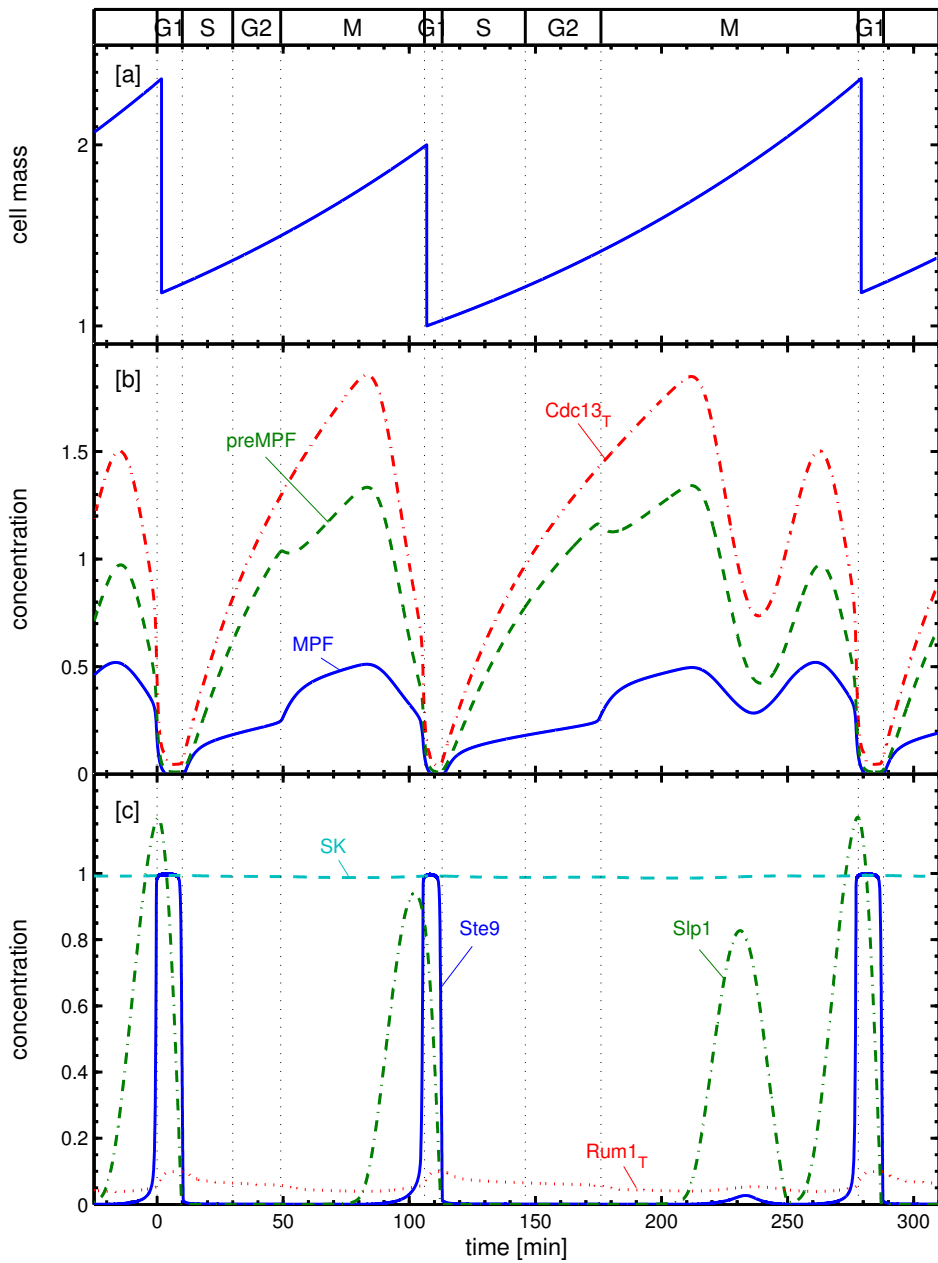 G1 S G2 M G1 S G2 M G1
[a]
2
1
cell mass
[b]
Cdc13T
preMPF
MPF
1.5
1
0.5
0
concentration
[c]
SK
Ste9
Slp1
Rum1T
1
0.8
0.6
0.4
0.2
0
concentration
0 50 100 150 200 250 300
time [min]